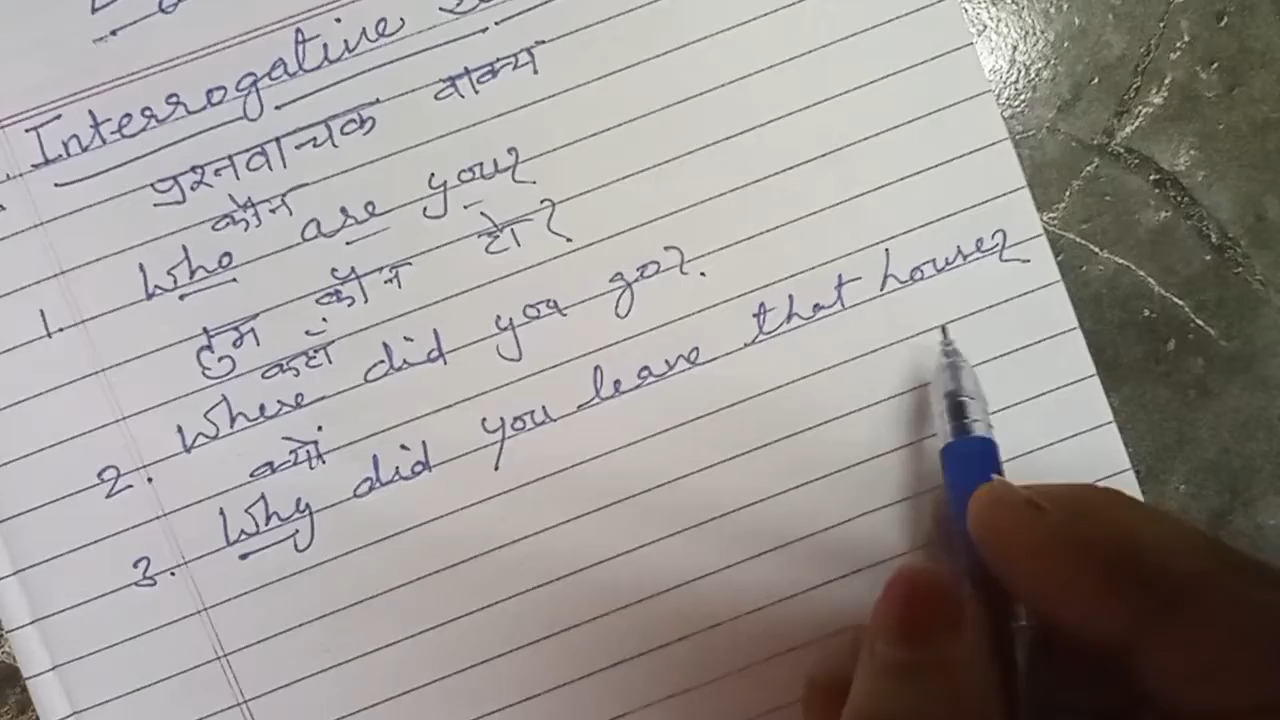 Interrogative
प्रश्नवाचक वाक्य
कौन
1. Who are you?
तुम कौन हो?
कहाँ
2. Where did you go?.
क्यों
3. Why did you leave that house?